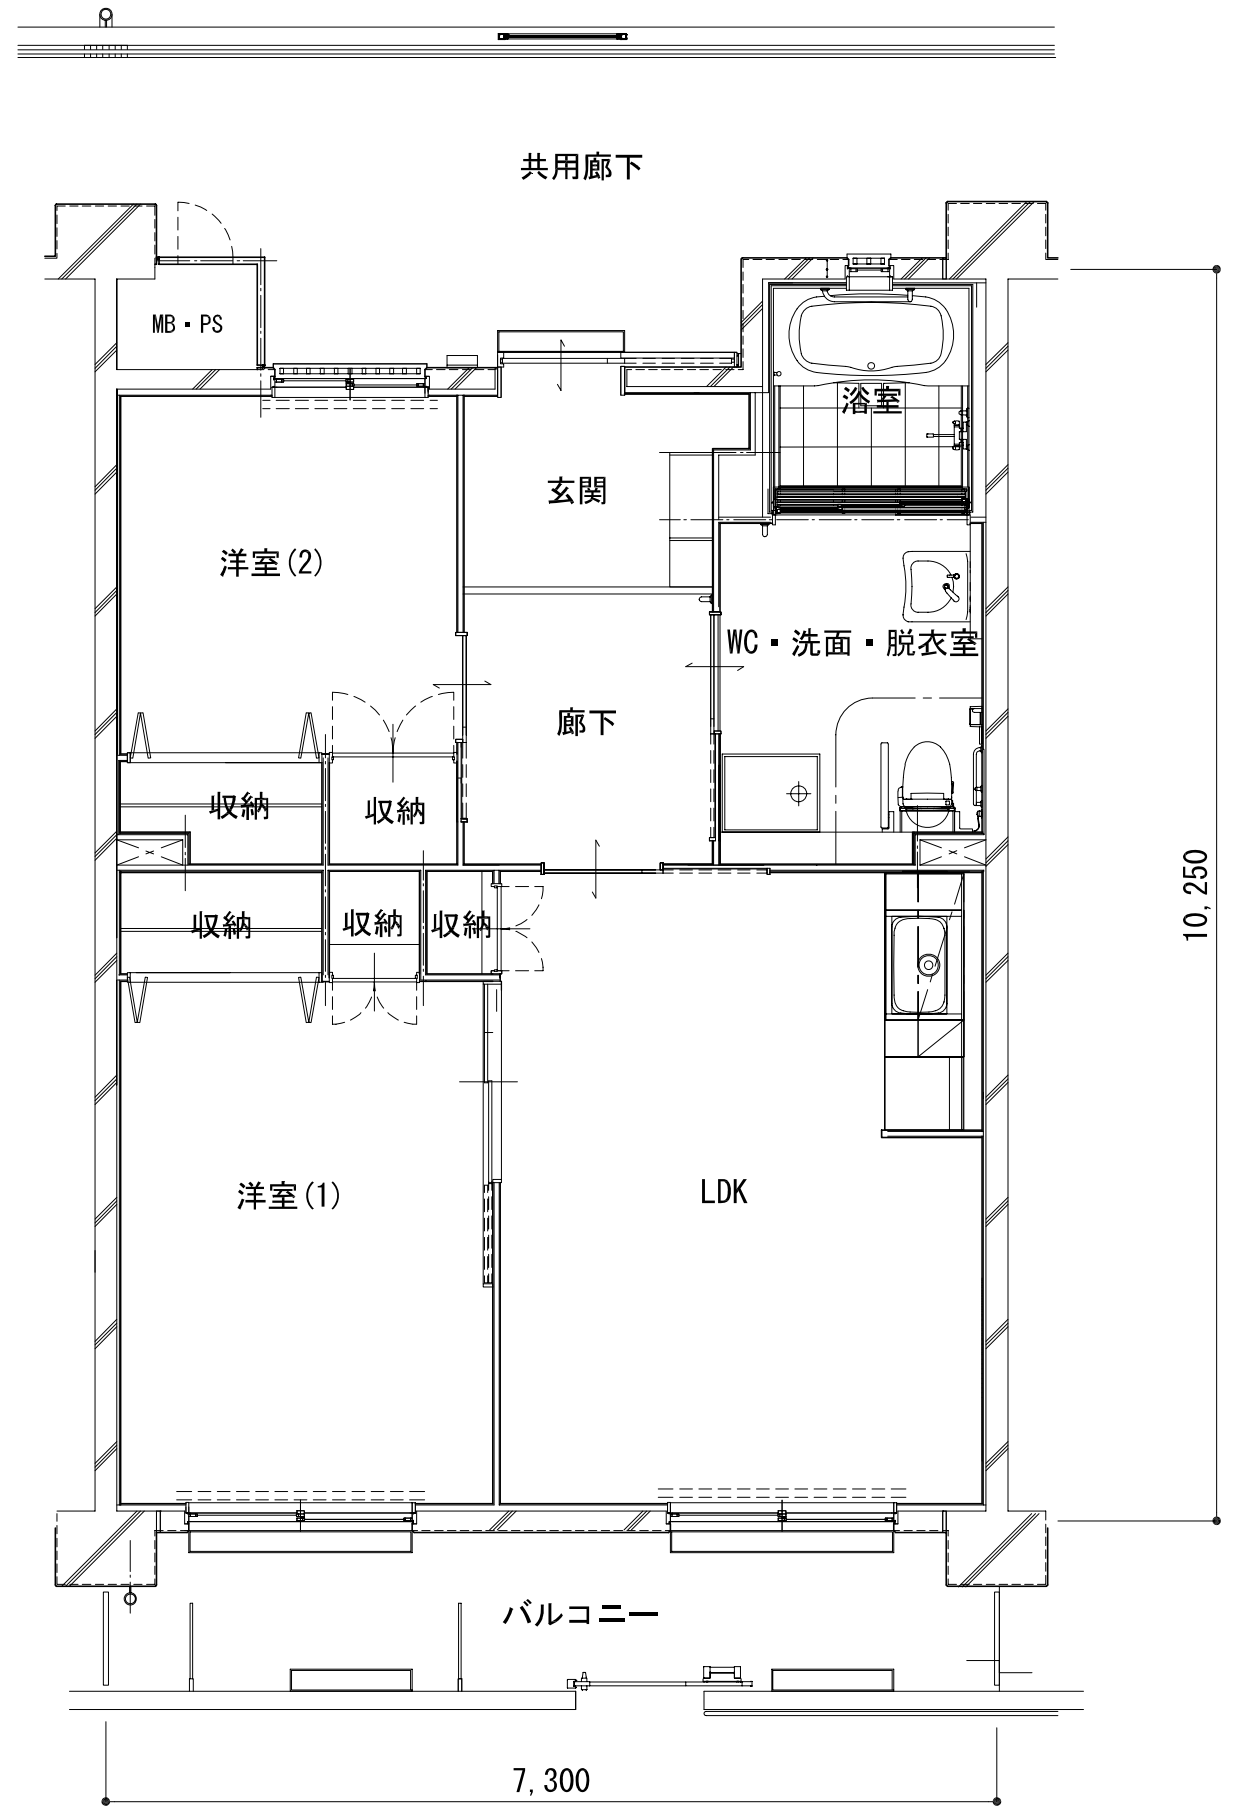 共用廊下
MB・PS
浴室
玄関
洋室(2)
WC・洗面・脱衣室
廊下
収納
収納
収納
収納
収納
10,250
洋室(1)
LDK
バルコニー
7,300